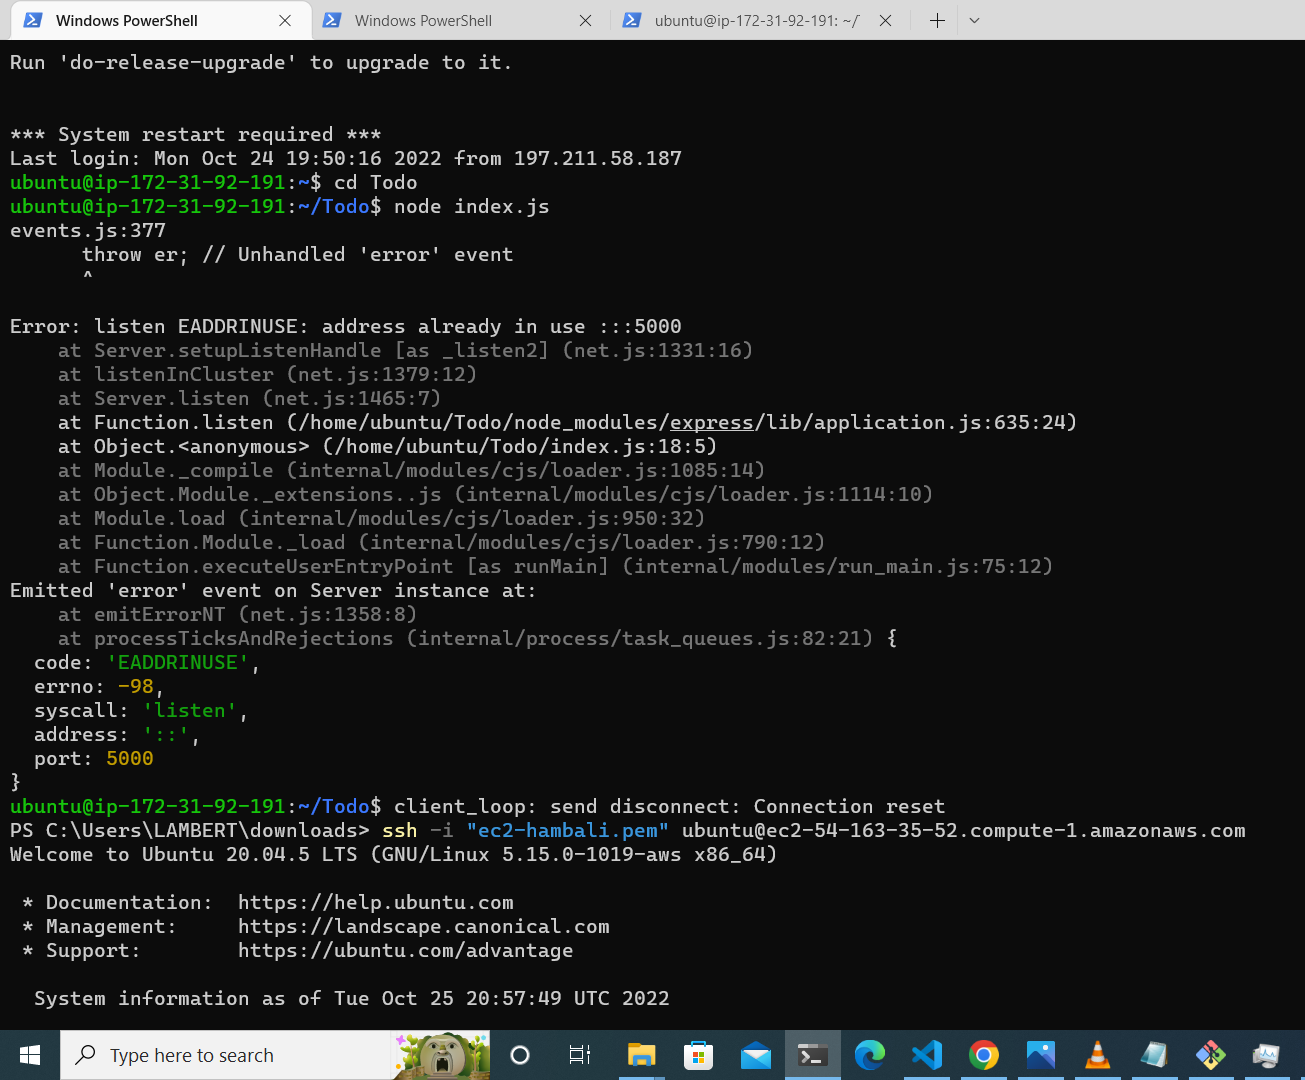 Windows PowerShell
Windows PowerShell
ubuntu@ip-172-31-92-191: ~/T
Run 'do-release-upgrade' to upgrade to it.
*** System restart required ***
Last login: Mon Oct 24 19:50:16 2022 from 197.211.58.187
ubuntu@ip-172-31-92-191:~$ cd Todo
ubuntu@ip-172-31-92-191:~/Todo$ node index.js
events.js:377
      throw er; // Unhandled 'error' event
      ^
Error: listen EADDRINUSE: address already in use :::5000
    at Server.setupListenHandle [as _listen2] (net.js:1331:16)
    at listenInCluster (net.js:1379:12)
    at Server.listen (net.js:1465:7)
    at Function.listen (/home/ubuntu/Todo/node_modules/express/lib/application.js:635:24)
    at Object.<anonymous> (/home/ubuntu/Todo/index.js:18:5)
    at Module._compile (internal/modules/cjs/loader.js:1085:14)
    at Object.Module._extensions..js (internal/modules/cjs/loader.js:1114:10)
    at Module.load (internal/modules/cjs/loader.js:950:32)
    at Function.Module._load (internal/modules/cjs/loader.js:790:12)
    at Function.executeUserEntryPoint [as runMain] (internal/modules/run_main.js:75:12)
Emitted 'error' event on Server instance at:
    at emitErrorNT (net.js:1358:8)
    at processTicksAndRejections (internal/process/task_queues.js:82:21) {
  code: 'EADDRINUSE',
  errno: -98,
  syscall: 'listen',
  address: '::',
  port: 5000
}
ubuntu@ip-172-31-92-191:~/Todo$ client_loop: send disconnect: Connection reset
PS C:\Users\LAMBERT\downloads> ssh -i "ec2-hambali.pem" ubuntu@ec2-54-163-35-52.compute-1.amazonaws.com
Welcome to Ubuntu 20.04.5 LTS (GNU/Linux 5.15.0-1019-aws x86_64)
 * Documentation:  https://help.ubuntu.com
 * Management:     https://landscape.canonical.com
 * Support:        https://ubuntu.com/advantage
  System information as of Tue Oct 25 20:57:49 UTC 2022
Type here to search